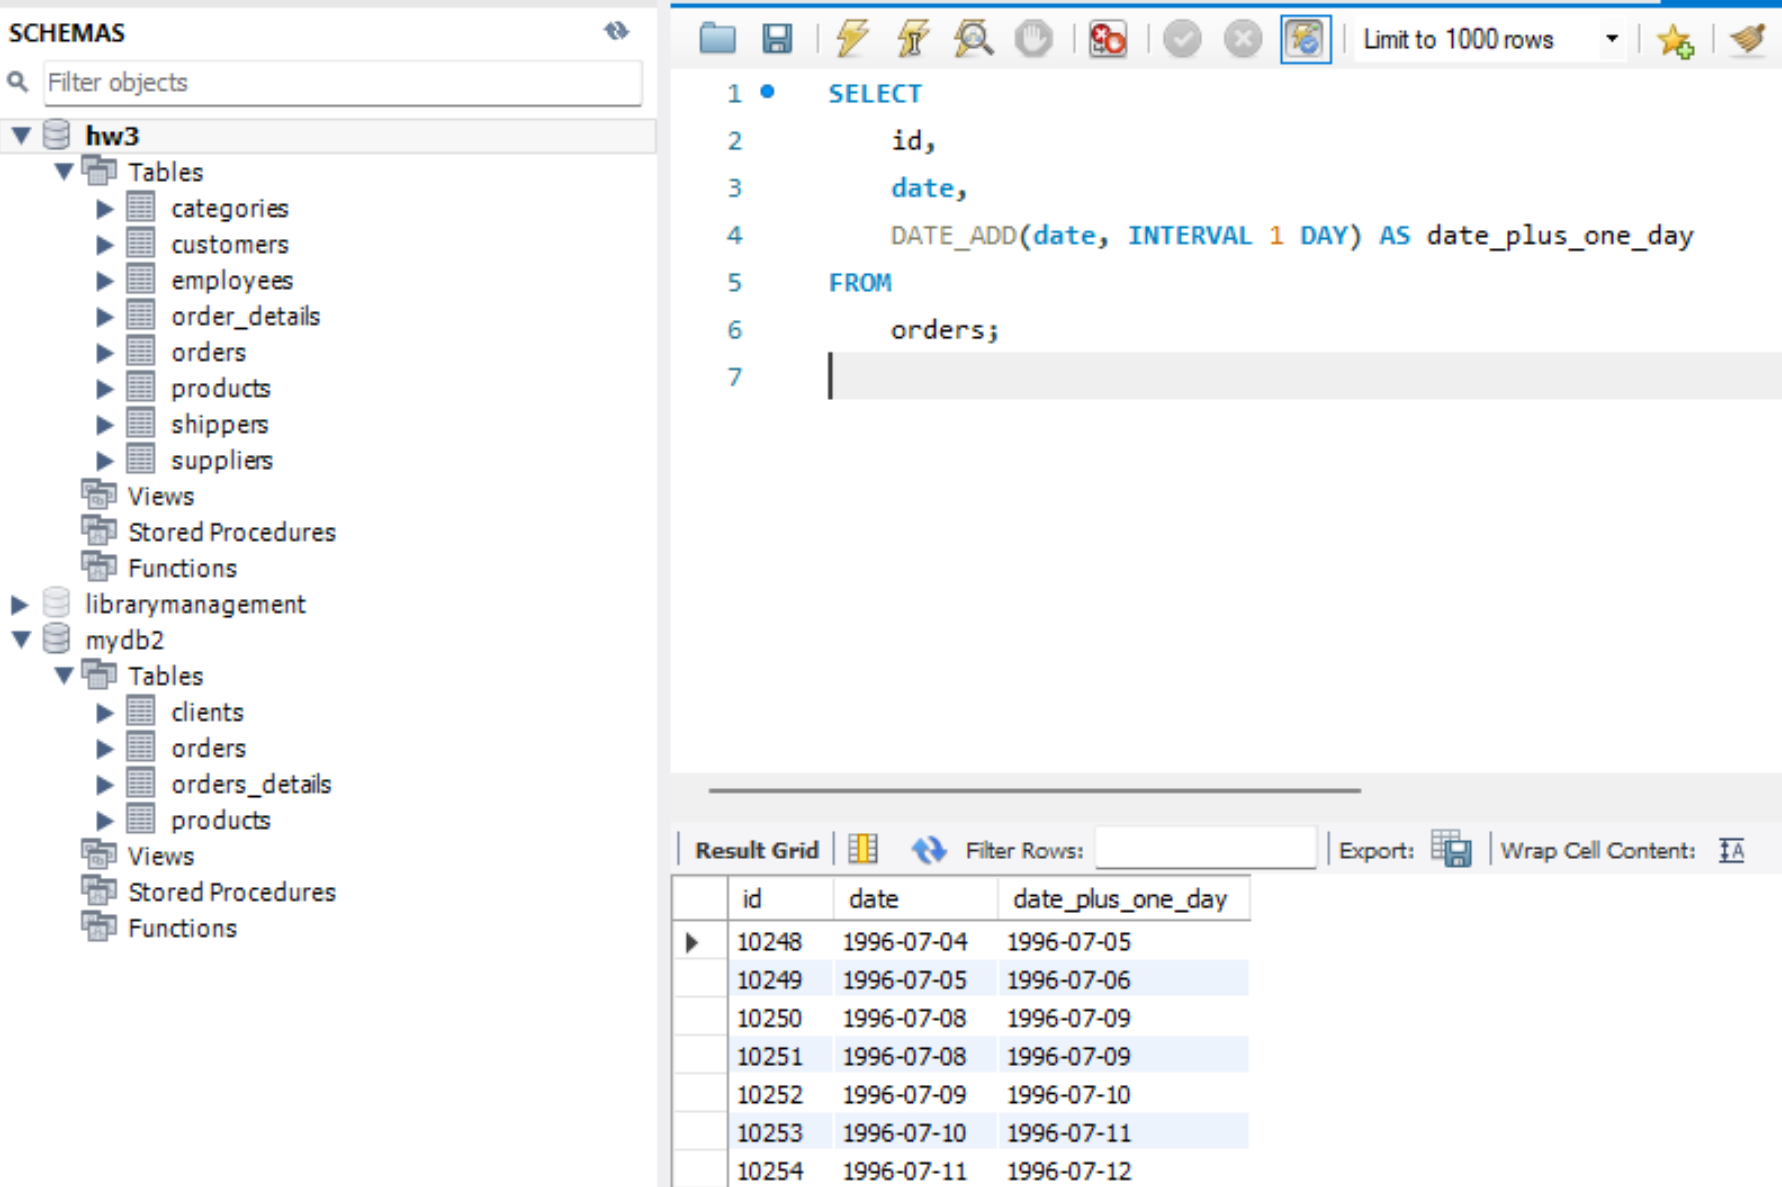 SCHEMAS
Filter objects
hw3
Tables
categories
customers
employees
order_details
orders
products
shippers
suppliers
Views
Stored Procedures
Functions
librarymanagement
mydb2
Tables
clients
orders
orders_details
products
Views
Stored Procedures
Functions
Limit to 1000 rows
1 SELECT
2 id,
3 date,
4 DATE_ADD(date, INTERVAL 1 DAY) AS date_plus_one_day
5 FROM
6 orders;
7
Result Grid Filter Rows: Export: Wrap Cell Content: IA
id date date_plus_one_day
10248 1996-07-04 1996-07-05
10249 1996-07-05 1996-07-06
10250 1996-07-08 1996-07-09
10251 1996-07-08 1996-07-09
10252 1996-07-09 1996-07-10
10253 1996-07-10 1996-07-11
10254 1996-07-11 1996-07-12